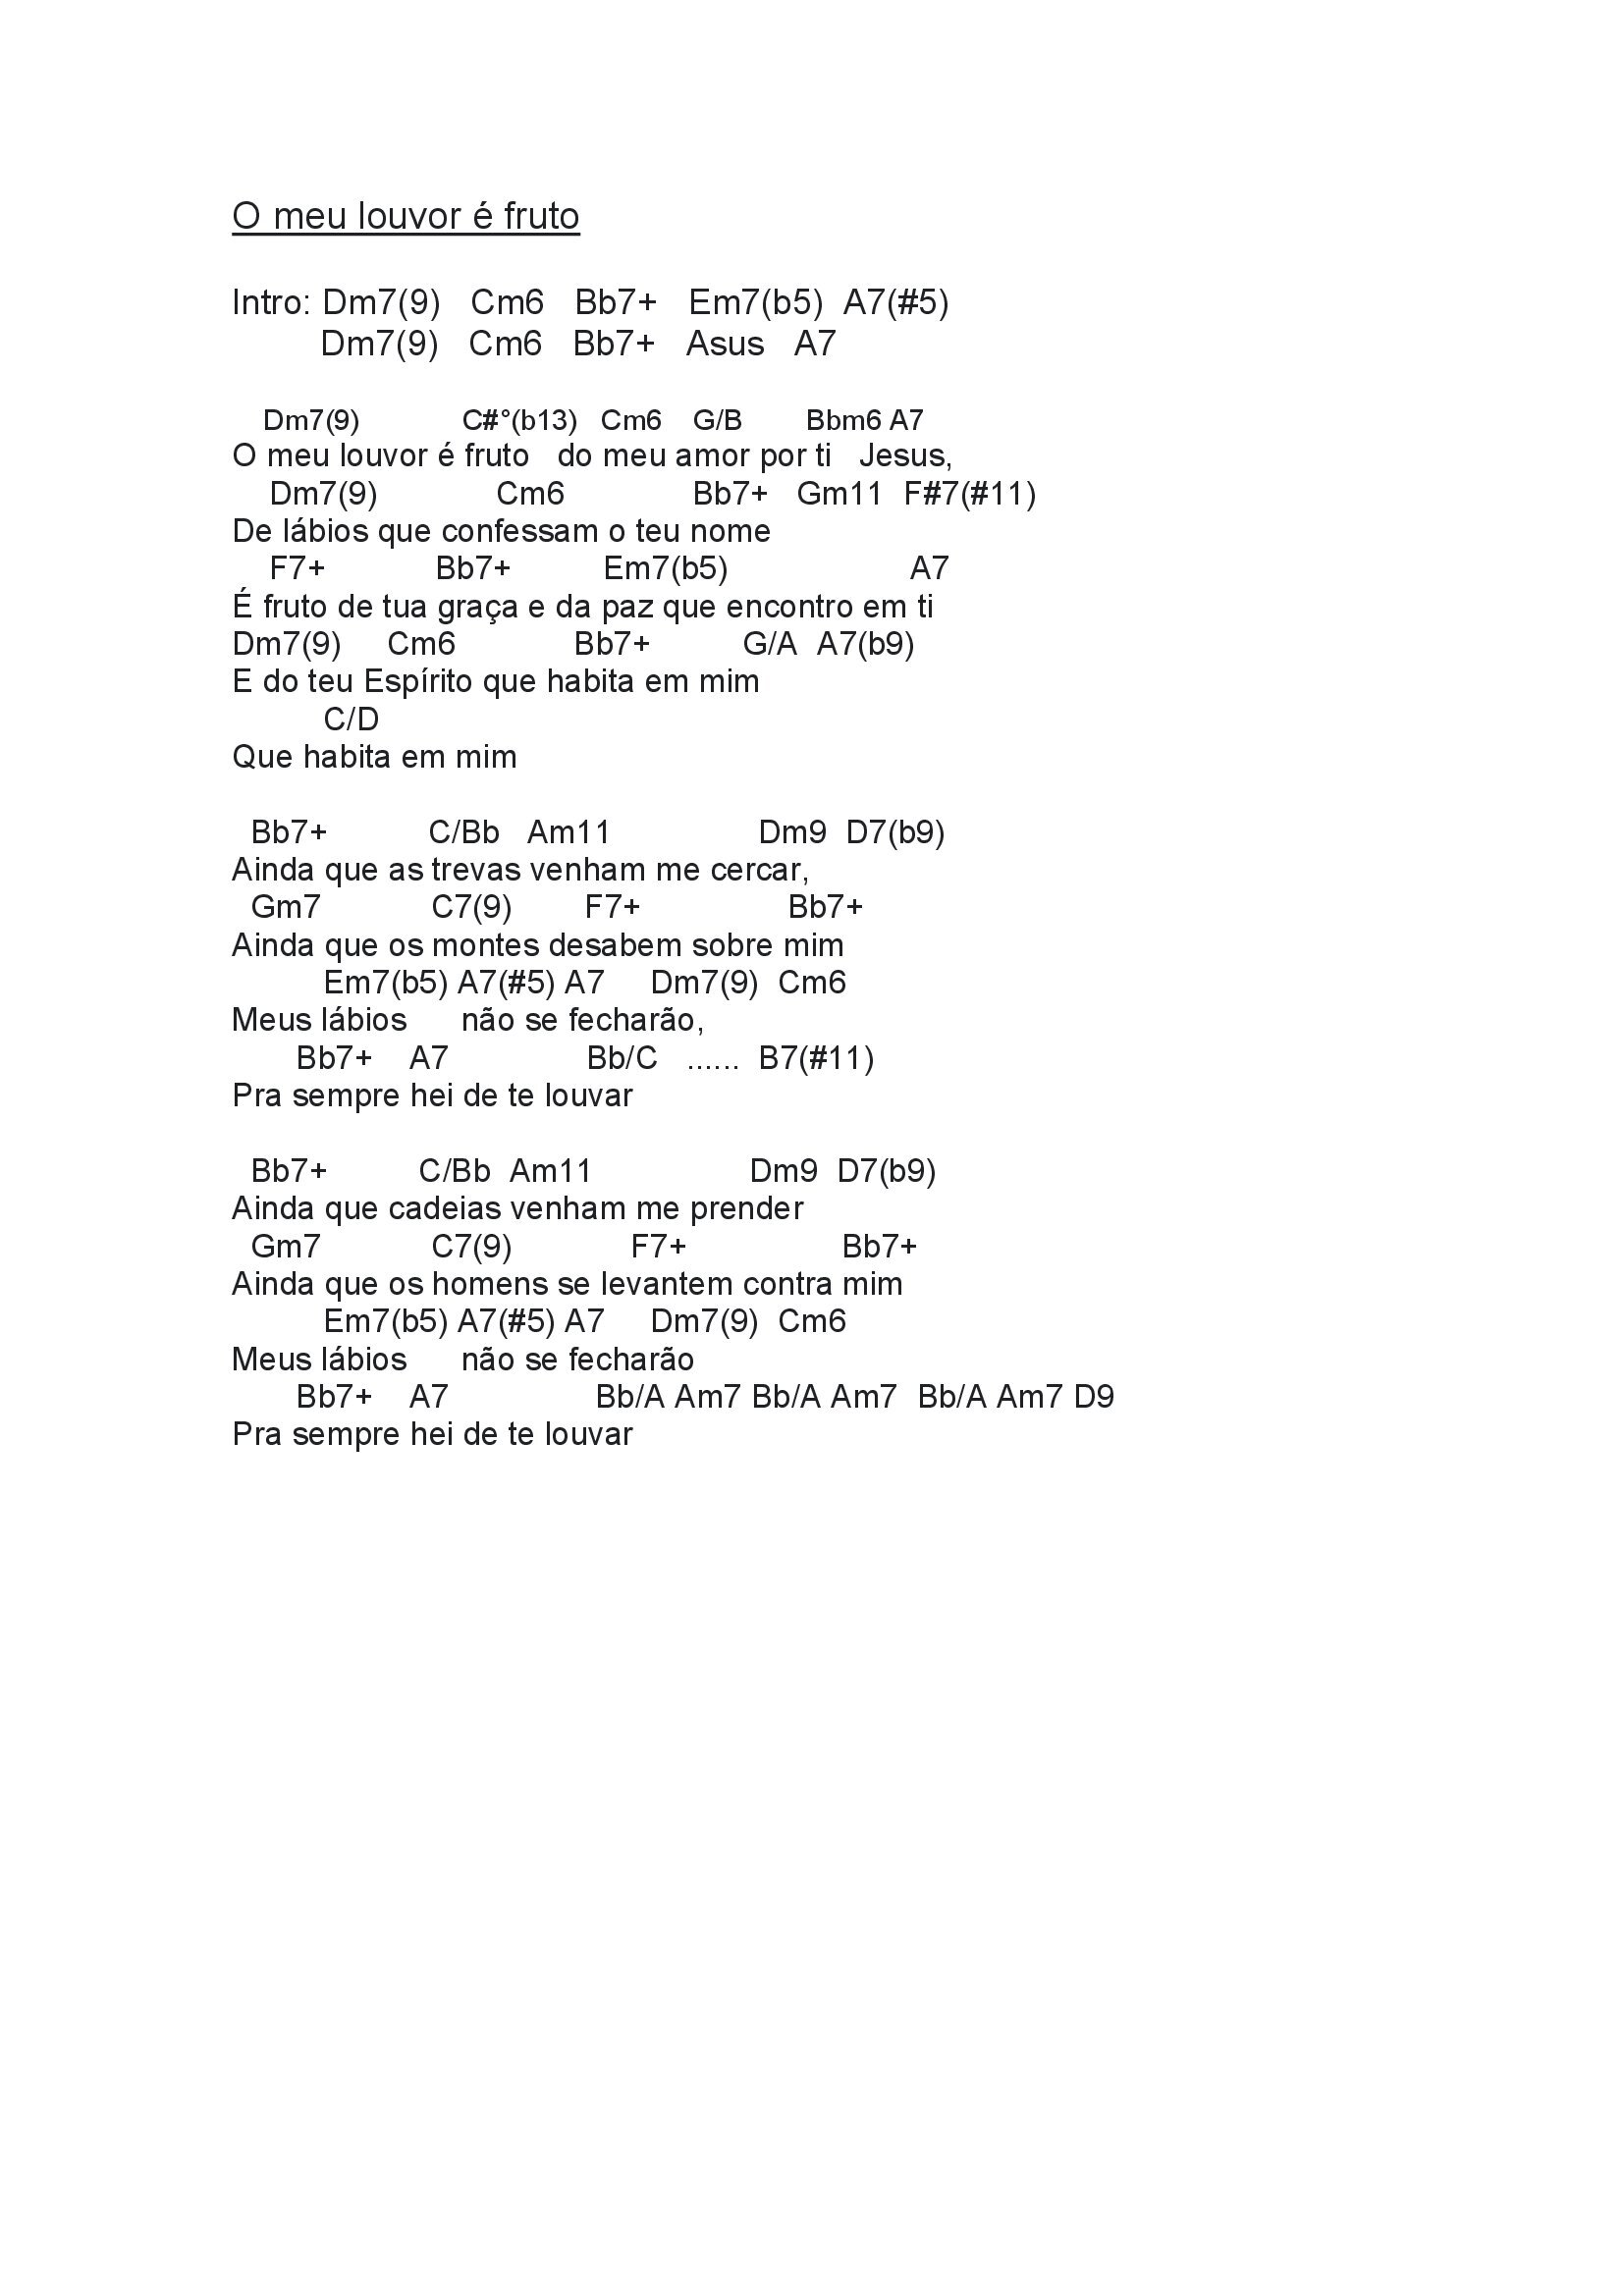 O meu louvor é fruto
Intro: Dm7(9)   Cm6   Bb7+   Em7(b5)  A7(#5)
Dm7(9)   Cm6   Bb7+   Asus   A7
Dm7(9)   C#°(b13)   Cm6   G/B   Bbm6 A7
O meu louvor é fruto   do meu amor por ti   Jesus,
Dm7(9)   Cm6   Bb7+   Gm11   F#7(#11)
De lábios que confessam o teu nome
F7+   Bb7+   Em7(b5)   A7
É fruto de tua graça e da paz que encontro em ti
Dm7(9)   Cm6   Bb7+   G/A  A7(b9)
E do teu Espírito que habita em mim
C/D
Que habita em mim
Bb7+   C/Bb   Am11   Dm9  D7(b9)
Ainda que as trevas venham me cercar,
Gm7   C7(9)   F7+   Bb7+
Ainda que os montes desabem sobre mim
Em7(b5) A7(#5) A7   Dm7(9)  Cm6
Meus lábios   não se fecharão,
Bb7+   A7   Bb/C   ......  B7(#11)
Pra sempre hei de te louvar
Bb7+   C/Bb  Am11   Dm9  D7(b9)
Ainda que cadeias venham me prender
Gm7   C7(9)   F7+   Bb7+
Ainda que os homens se levantem contra mim
Em7(b5) A7(#5) A7   Dm7(9)  Cm6
Meus lábios   não se fecharão
Bb7+   A7   Bb/A Am7 Bb/A Am7  Bb/A Am7 D9
Pra sempre hei de te louvar